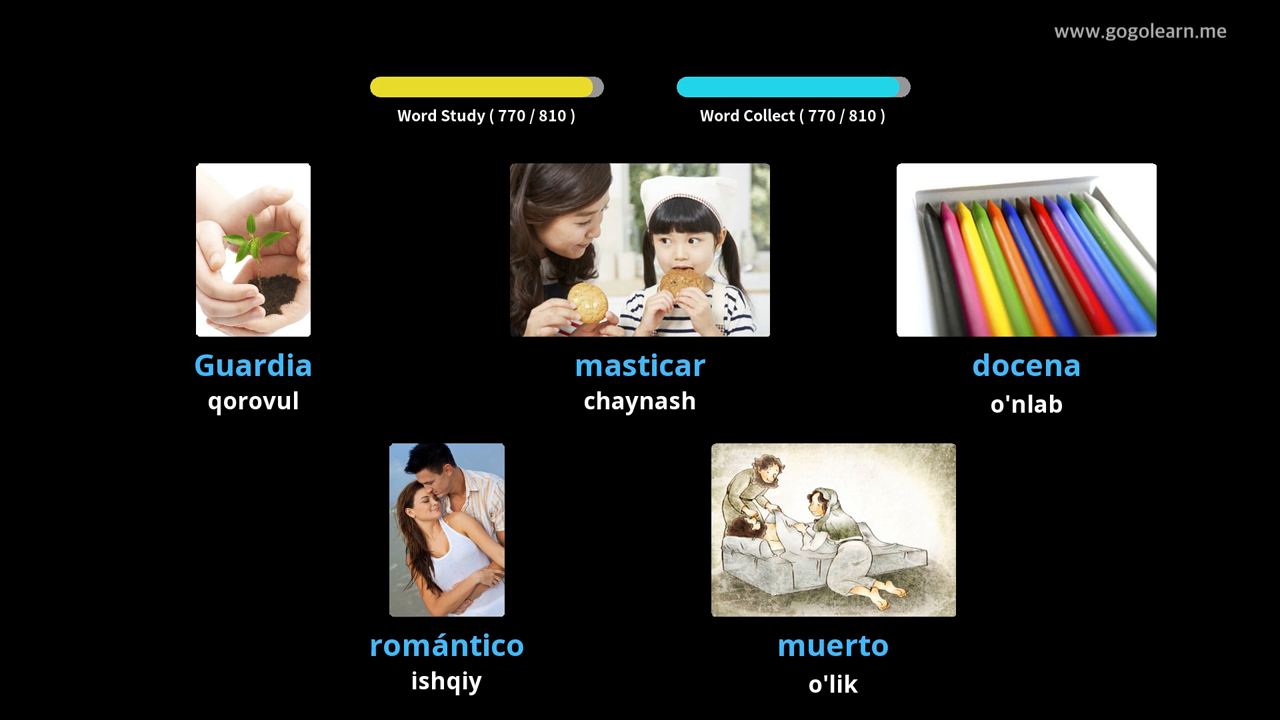 www.gogolearn.me
Word Study ( 770 / 810 )
Word Collect ( 770 / 810 )
Guardia
qorovul
masticar
chaynash
docena
o'nlab
romántico
ishqiy
muerto
o'lik